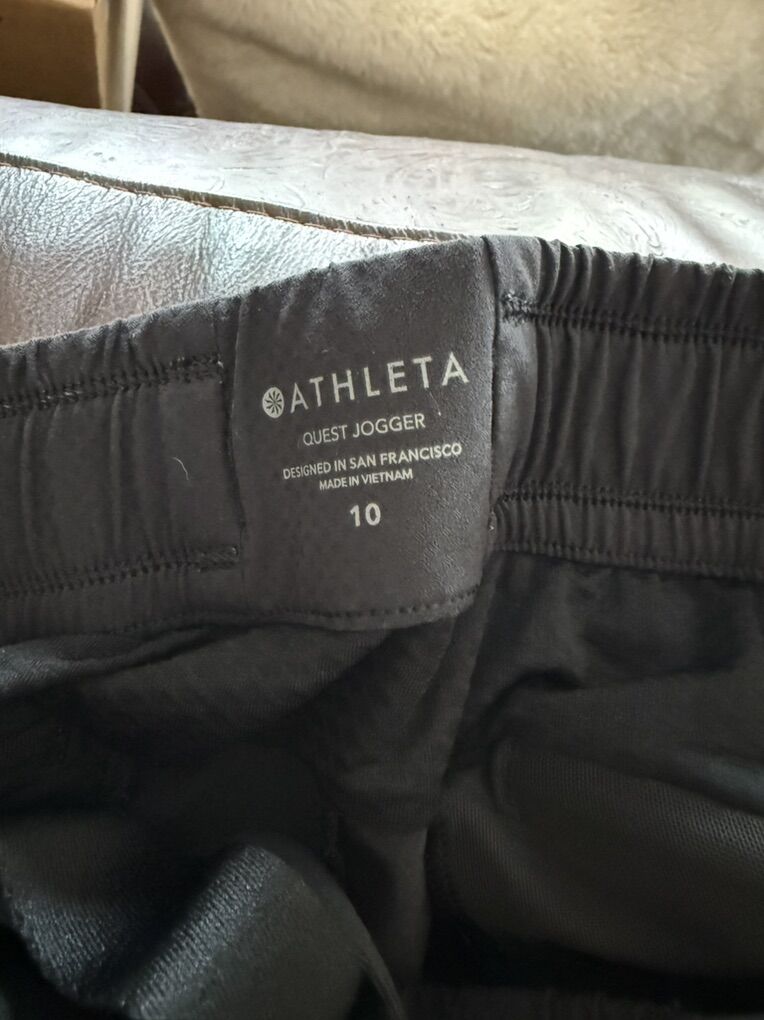 ATHLETA
QUEST JOGGER
DESIGNED IN SAN FRANCISCO
MADE IN VIETNAM
10